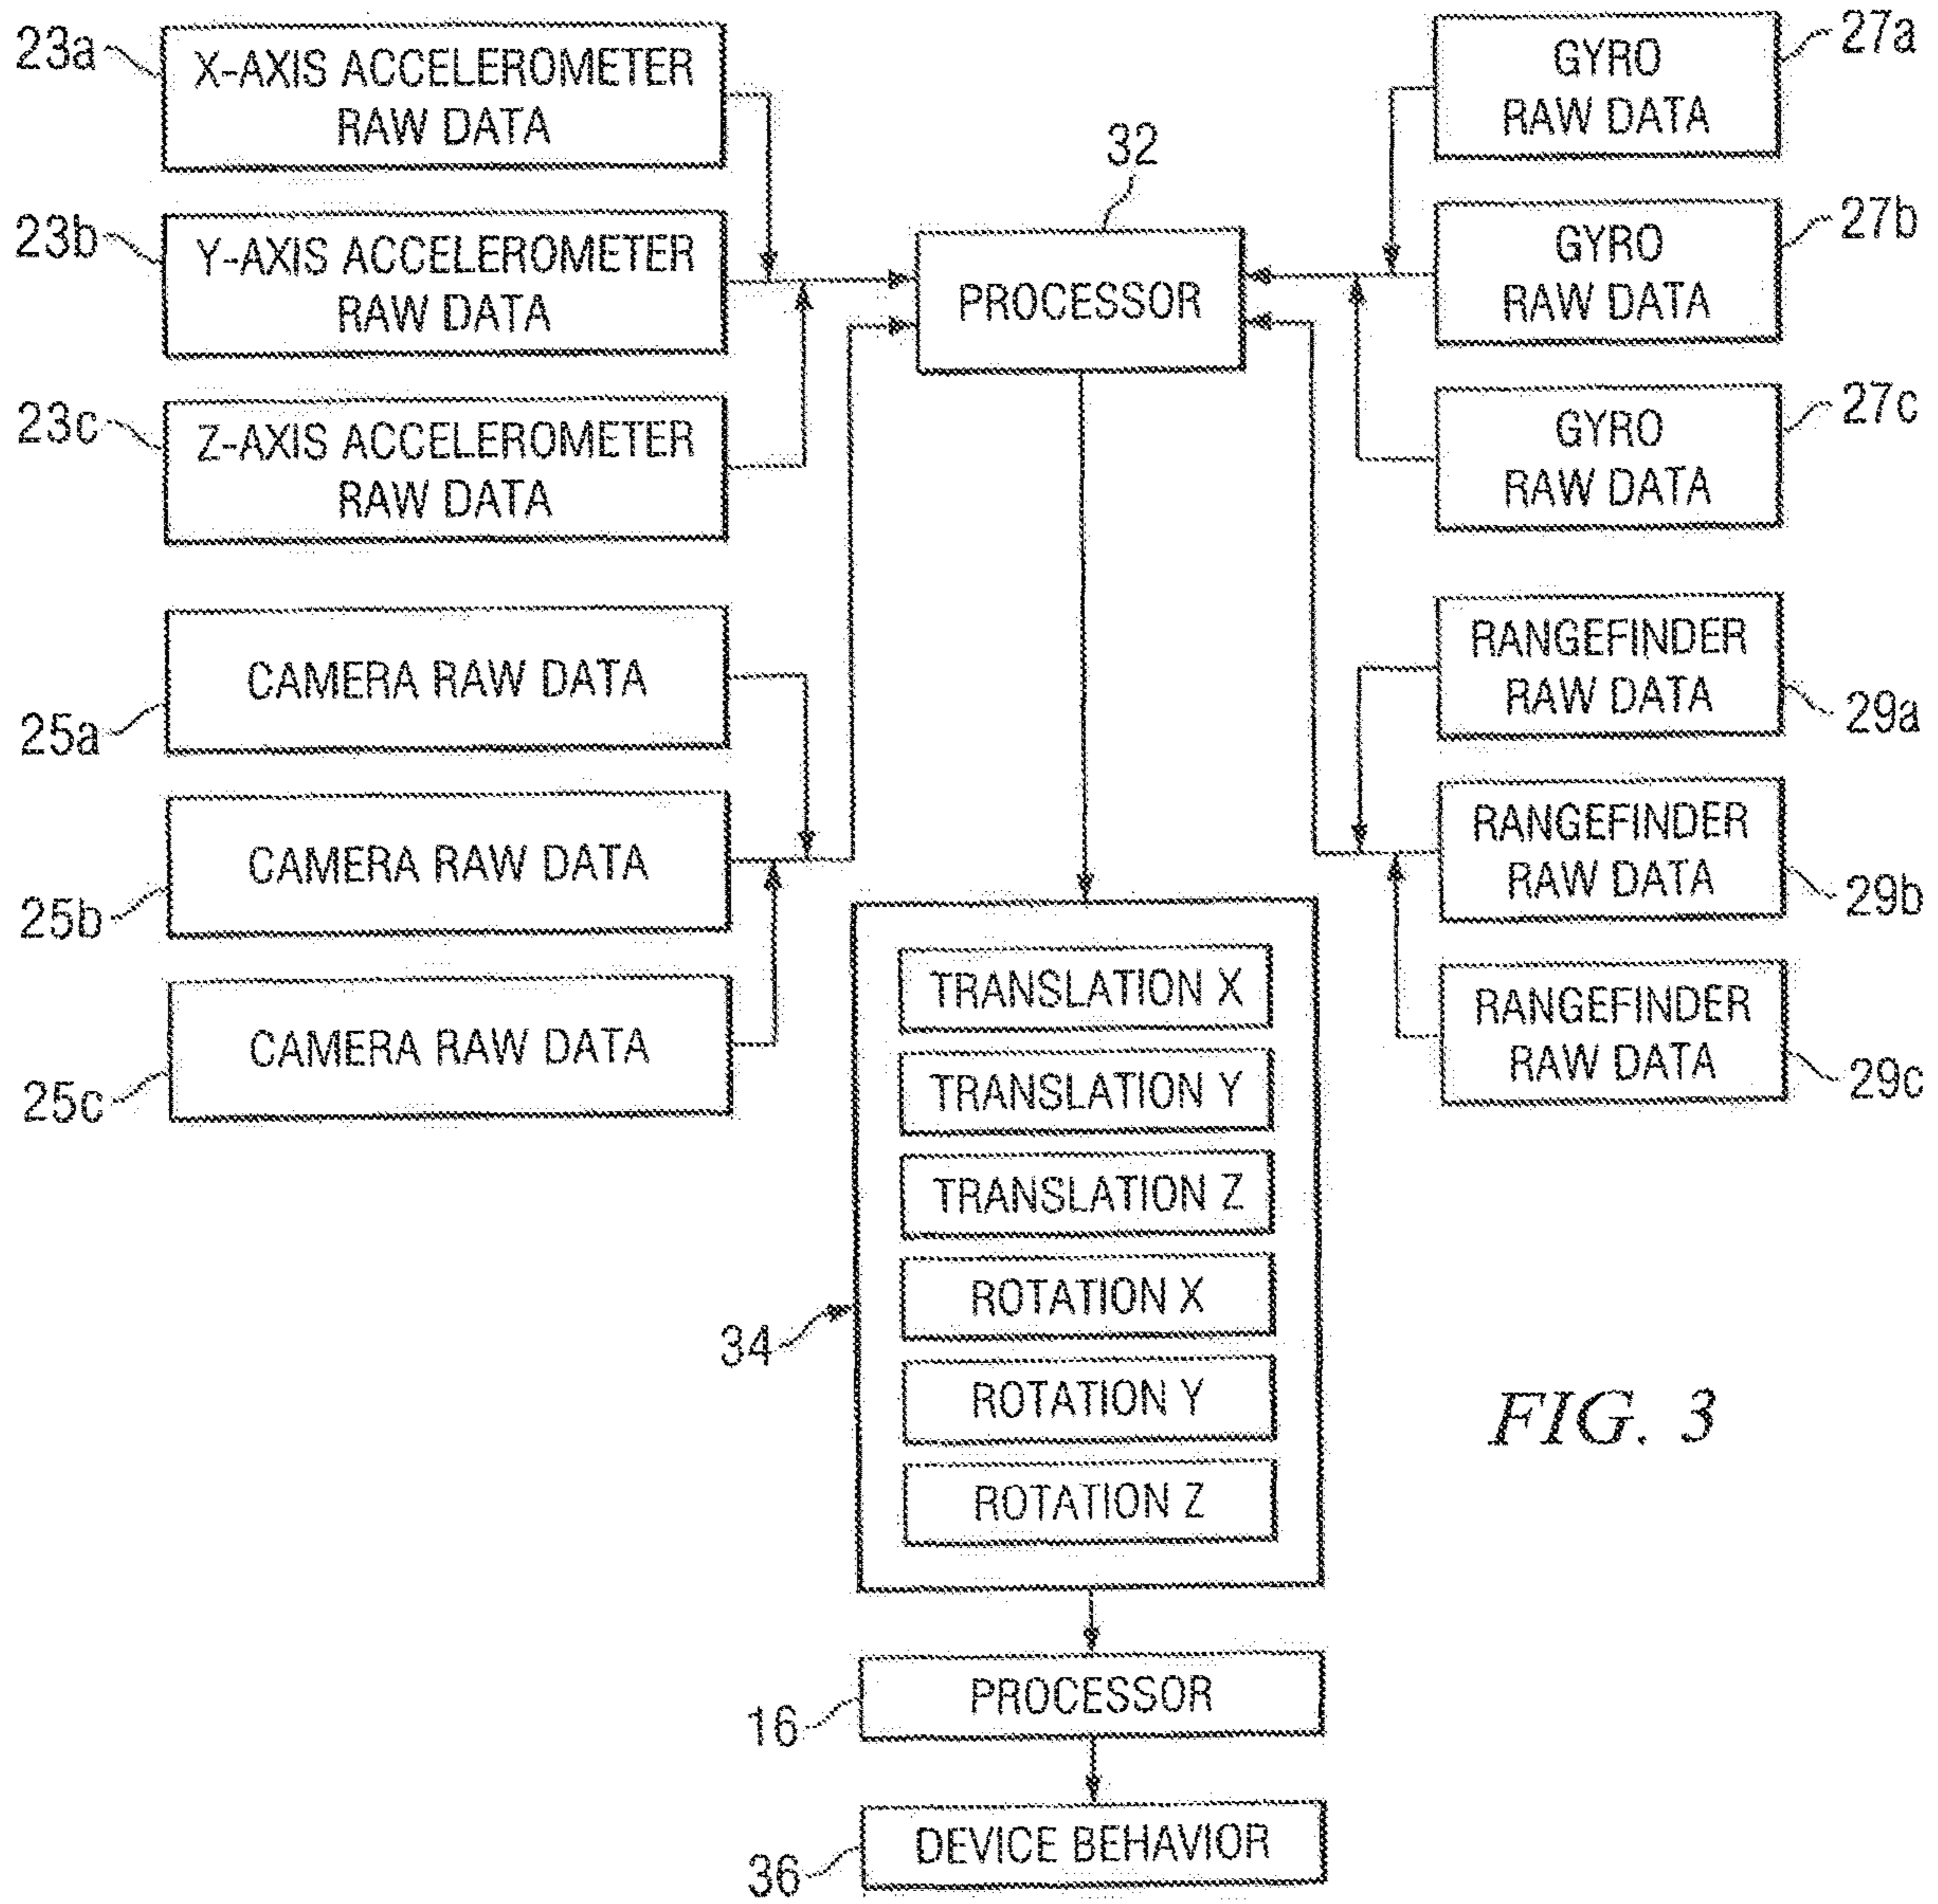 23a
X-AXIS ACCELEROMETER
RAW DATA
23b
Y-AXIS ACCELEROMETER
RAW DATA
23c
Z-AXIS ACCELEROMETER
RAW DATA
25a
CAMERA RAW DATA
25b
CAMERA RAW DATA
25c
CAMERA RAW DATA
32
PROCESSOR
27a
GYRO
RAW DATA
27b
GYRO
RAW DATA
27c
GYRO
RAW DATA
29a
RANGEFINDER
RAW DATA
29b
RANGEFINDER
RAW DATA
29c
RANGEFINDER
RAW DATA
34
TRANSLATION X
TRANSLATION Y
TRANSLATION Z
ROTATION X
ROTATION Y
ROTATION Z
16
PROCESSOR
36
DEVICE BEHAVIOR
FIG. 3